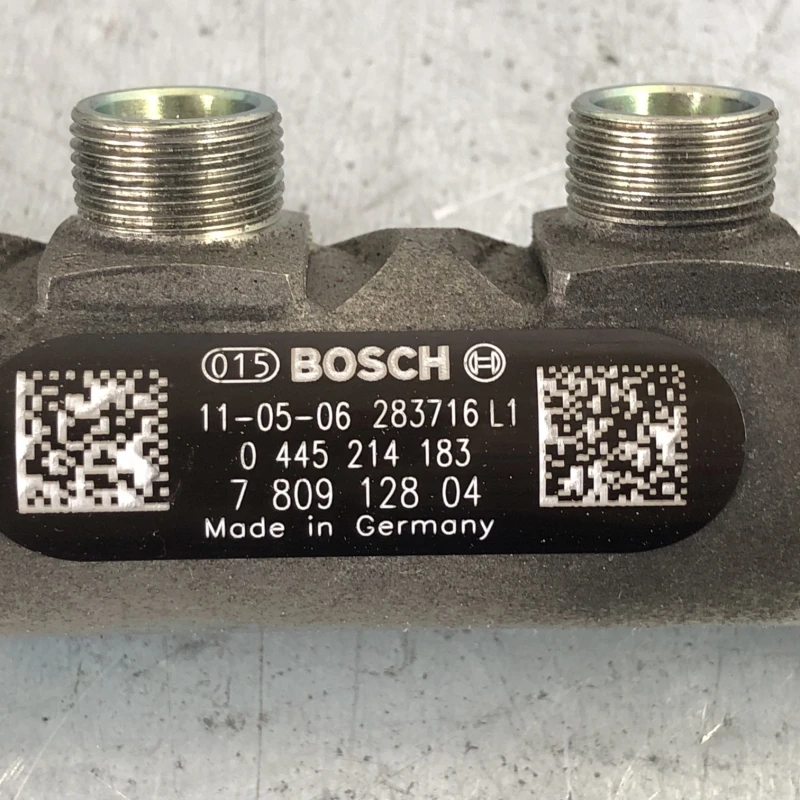 015 BOSCH
11-05-06 283716 L1
0 445 214 183
7 809 128 04
Made in Germany